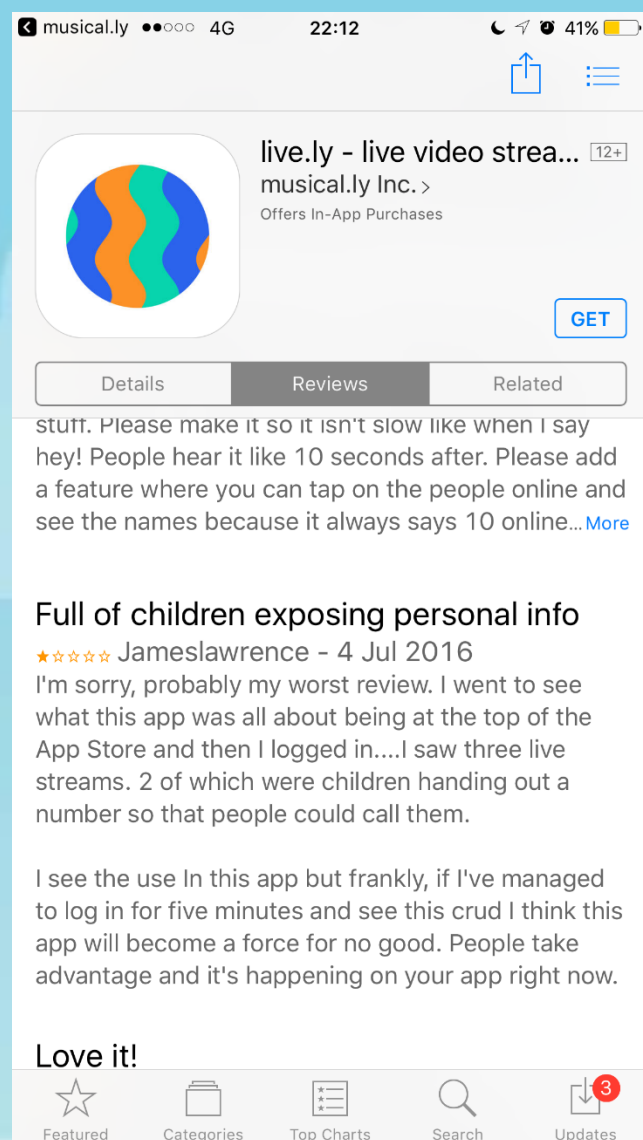 musical.ly 4G 22:12 41%
live.ly - live video strea... 12+
musical.ly Inc. >
Offers In-App Purchases
GET
Details Reviews Related
stuff. Please make it so it isn't slow like when I say
hey! People hear it like 10 seconds after. Please add
a feature where you can tap on the people online and
see the names because it always says 10 online... More
Full of children exposing personal info
Jameslawrence - 4 Jul 2016
I'm sorry, probably my worst review. I went to see
what this app was all about being at the top of the
App Store and then I logged in....I saw three live
streams. 2 of which were children handing out a
number so that people could call them.
I see the use In this app but frankly, if I've managed
to log in for five minutes and see this crud I think this
app will become a force for no good. People take
advantage and it's happening on your app right now.
Love it!
3
Featured Categories Top Charts Search Updates